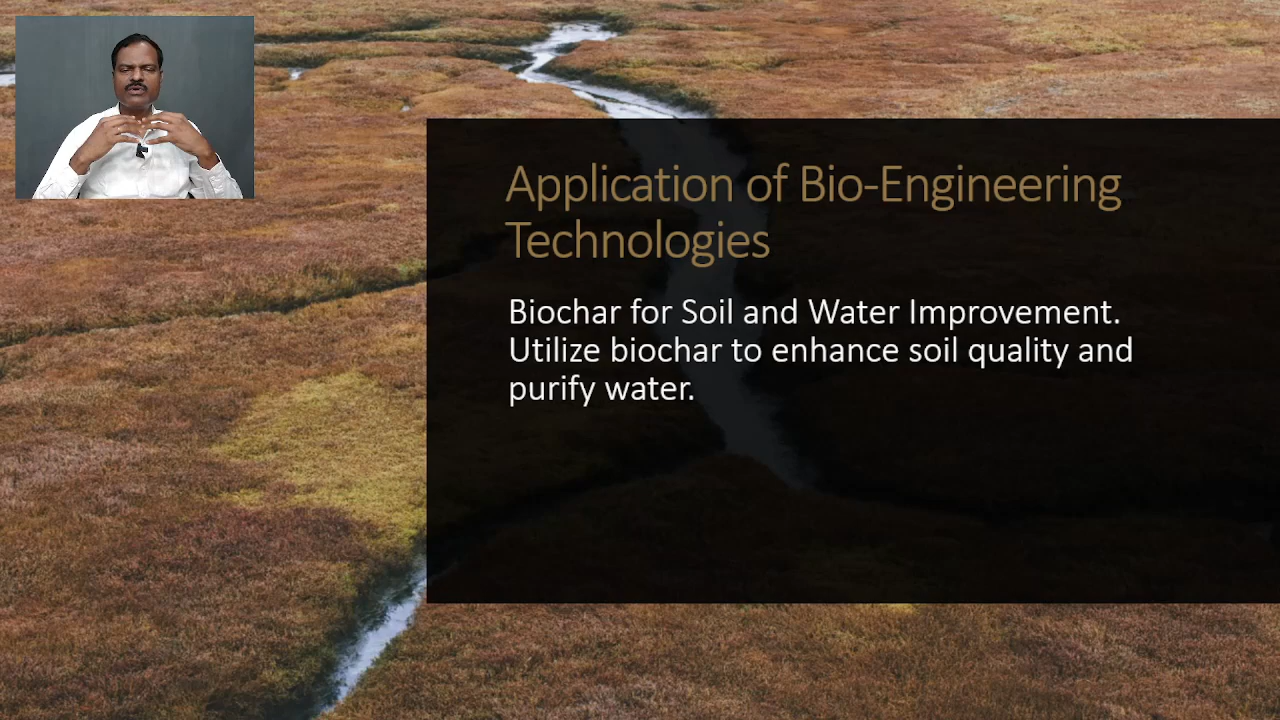 Application of Bio-Engineering
Technologies
Biochar for Soil and Water Improvement.
Utilize biochar to enhance soil quality and
purify water.